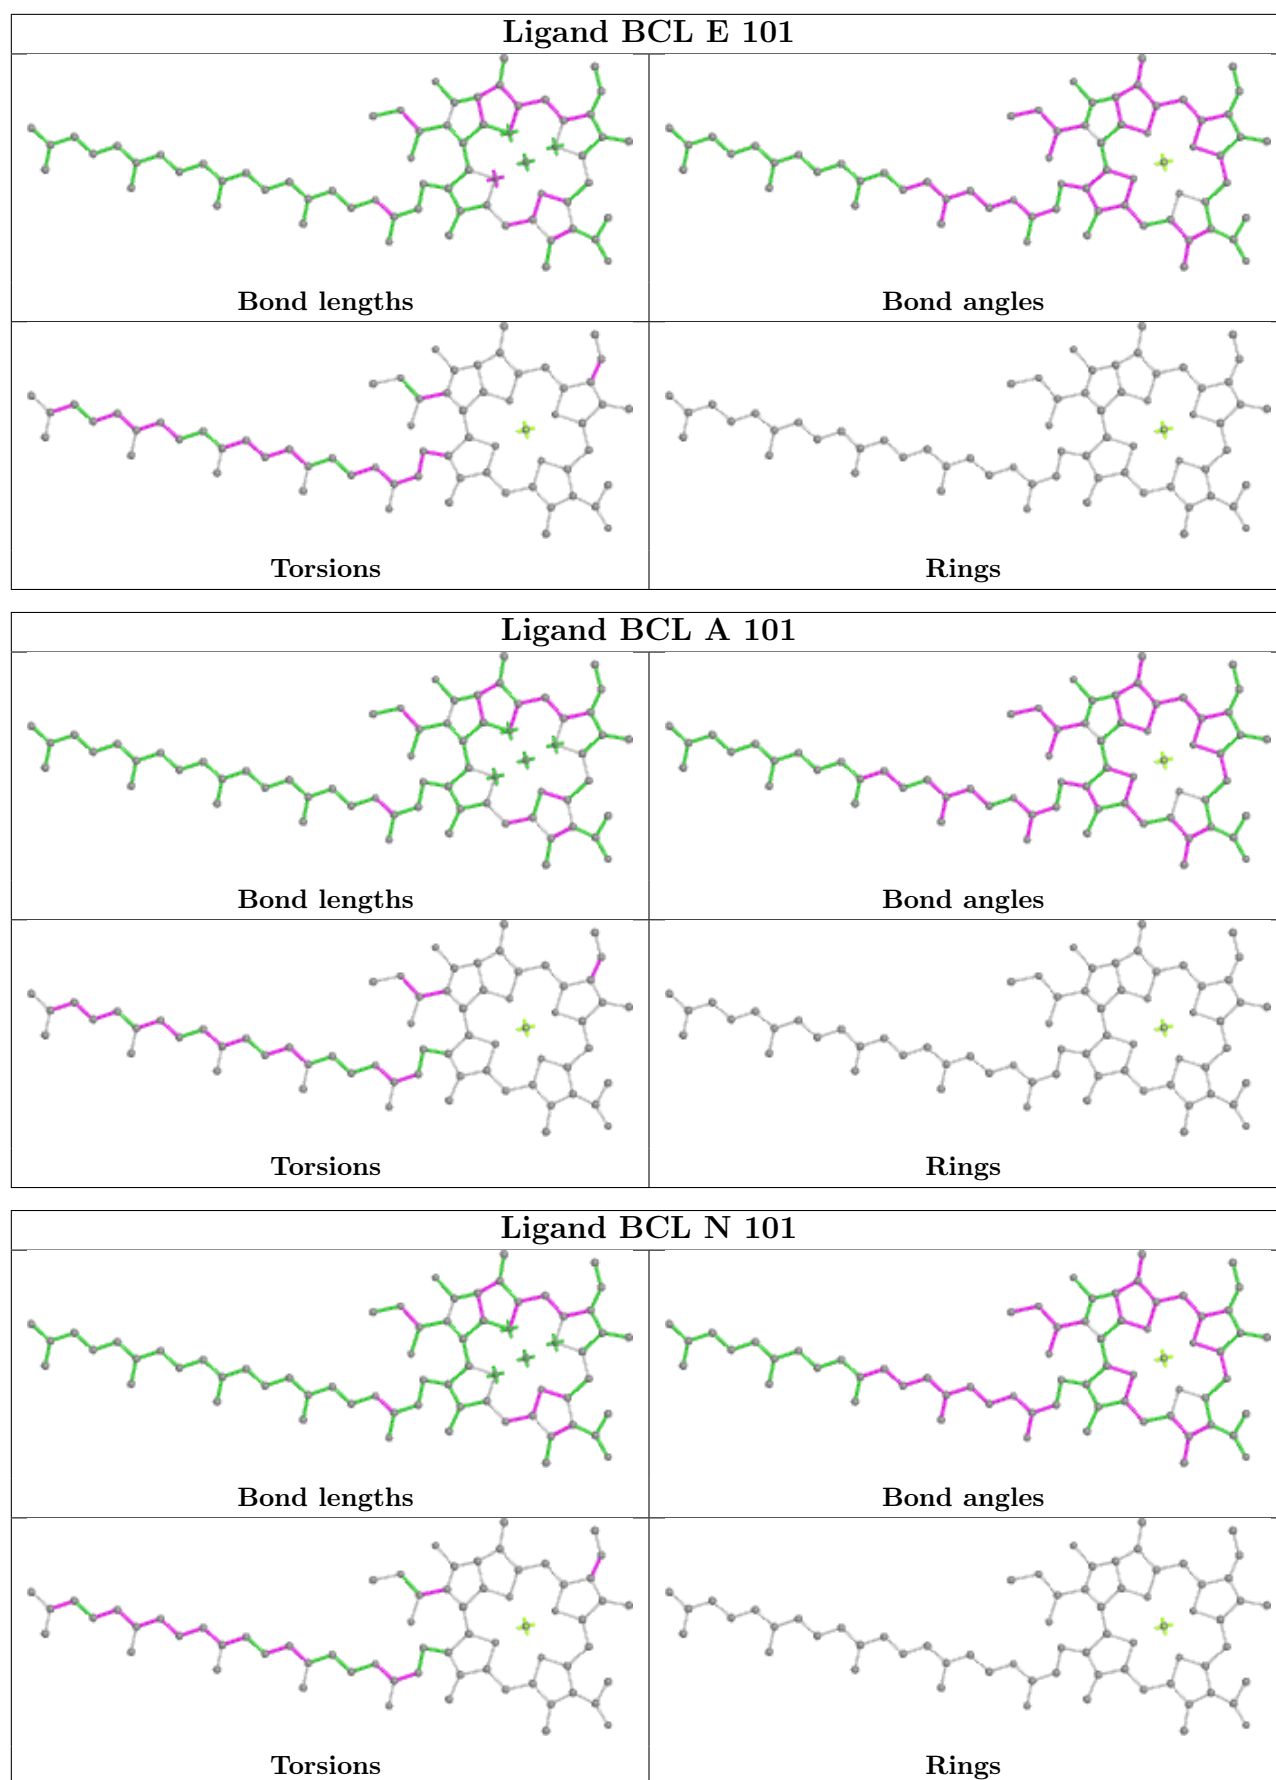 Ligand BCL E 101
Bond lengths
Bond angles
Torsions
Rings
Ligand BCL A 101
Bond lengths
Bond angles
Torsions
Rings
Ligand BCL N 101
Bond lengths
Bond angles
Torsions
Rings